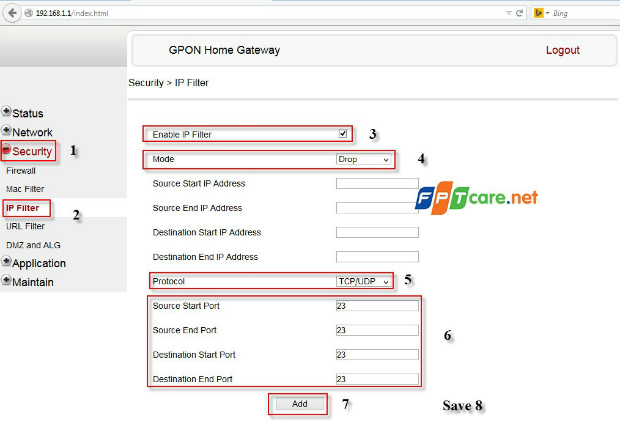 192.168.1.1/index.html
Bing
GPON Home Gateway
Logout
Security > IP Filter
Status
Network
Security 1
Firewall
Mac Filter
IP Filter 2
URL Filter
DMZ and ALG
Application
Maintain
Enable IP Filter 3
Mode Drop 4
Source Start IP Address
Source End IP Address
FPTcare.net
Destination Start IP Address
Destination End IP Address
Protocol TCP/UDP 5
Source Start Port 23
Source End Port 23
6
Destination Start Port 23
Destination End Port 23
Add 7
Save 8